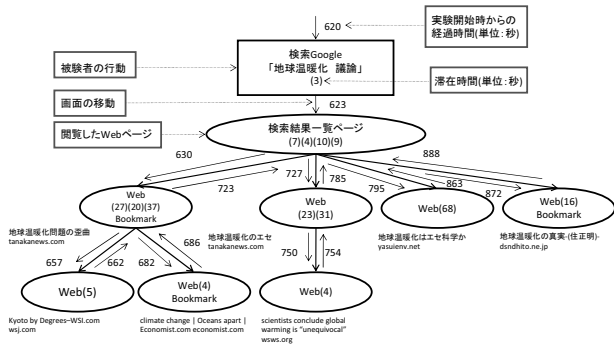 620
実験開始時からの
経過時間(単位：秒)
検索Google
「地球温暖化　議論」
(3)
被験者の行動
滞在時間(単位：秒)
画面の移動
623
閲覧したWebページ
検索結果一覧ページ
(7)(4)(10)(9)
630
723
727
785
795
863
872
888
Web
(27)(20)(37)
Bookmark
Web
(23)(31)
Web(68)
Web(16)
Bookmark
地球温暖化問題の歪曲
tanakanews.com
地球温暖化のエセ
tanakanews.com
地球温暖化はエセ科学か
yasuienv.net
地球温暖化の真実-(住正明)-
dsndhito.ne.jp
657
662
682
686
750
754
Web(5)
Web(4)
Bookmark
Web(4)
Kyoto by Degrees–WSI.com
wsj.com
climate change | Oceans apart |
Economist.com economist.com
scientists conclude global
warming is "unequivocal"
wsws.org